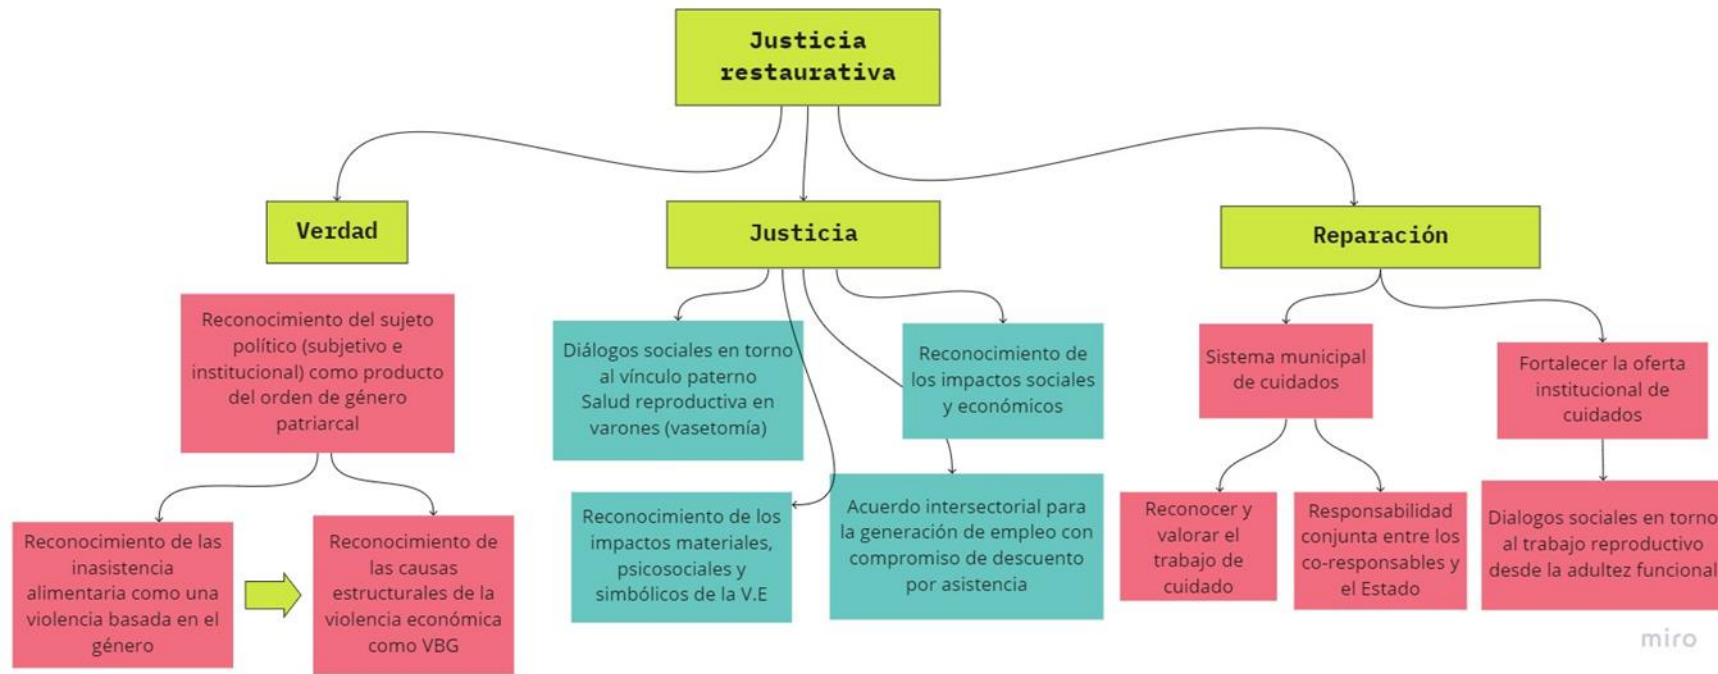 Justicia
restaurativa
Verdad
Justicia
Reparación
Reconocimiento del sujeto
político (subjetivo e
institucional) como producto
del orden de género
patriarcal
Reconocimiento de las
inasistencia
alimentaria como una
violencia basada en el
género
Reconocimiento de
las causas
estructurales de la
violencia económica
como VBG
Diálogos sociales en torno
al vínculo paterno
Salud reproductiva en
varones (vasetomía)
Reconocimiento de
los impactos sociales
y económicos
Reconocimiento de los
impactos materiales,
psicosociales y
simbólicos de la V.E
Acuerdo intersectorial para
la generación de empleo con
compromiso de descuento
por asistencia
Sistema municipal
de cuidados
Fortalecer la oferta
institucional de
cuidados
Reconocer y
valorar el
trabajo de
cuidado
Responsabilidad
conjunta entre los
co-responsables y
el Estado
Dialogos sociales en torno
al trabajo reproductivo
desde la adultez funcional
miro